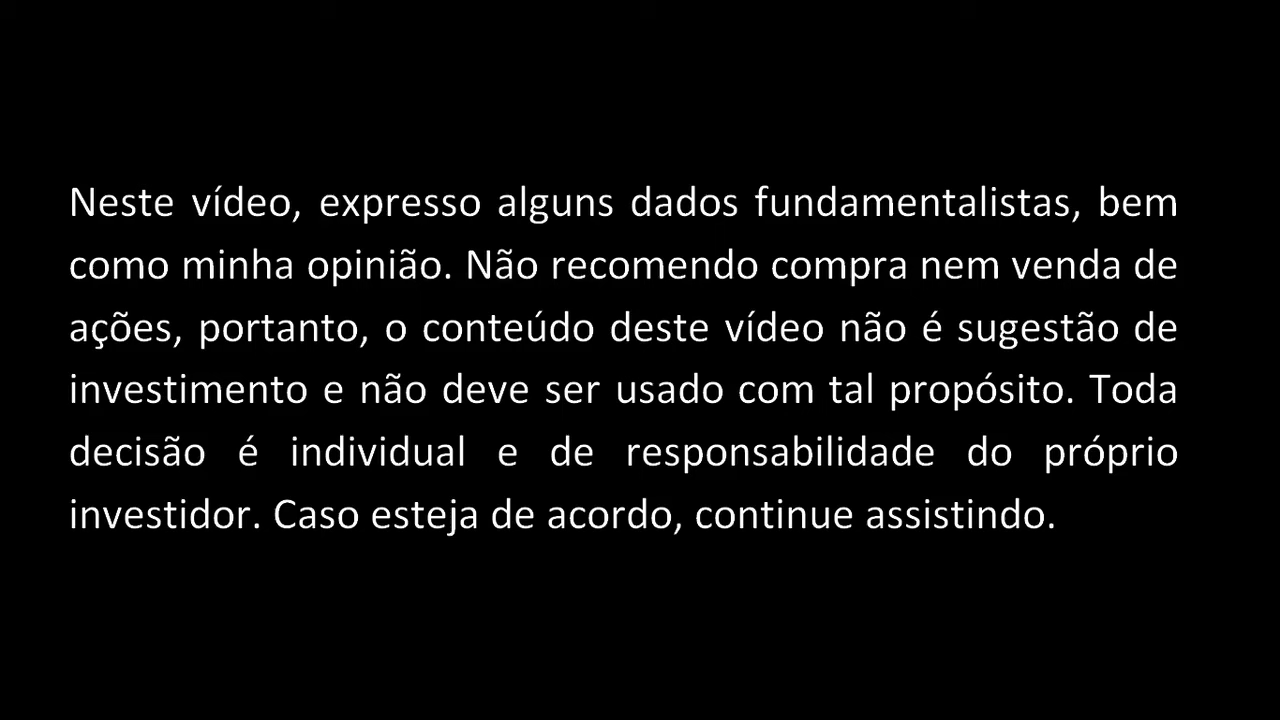 Neste vídeo, expresso alguns dados fundamentalistas, bem
como minha opinião. Não recomendo compra nem venda de
ações, portanto, o conteúdo deste vídeo não é sugestão de
investimento e não deve ser usado com tal propósito. Toda
decisão é individual e de responsabilidade do próprio
investidor. Caso esteja de acordo, continue assistindo.